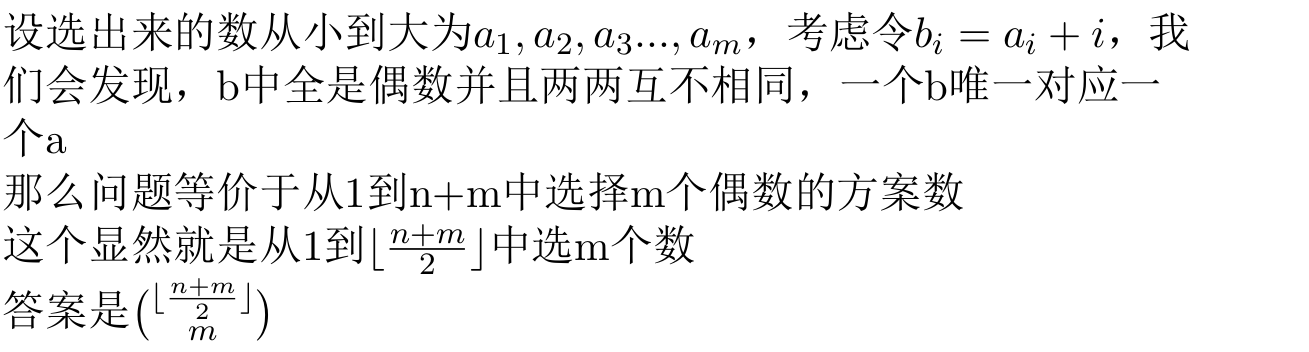 设选出来的数从小到大为$a_1, a_2, a_3..., a_m$，考虑令$b_i = a_i + i$，我
们会发现，b中全是偶数并且两两互不相同，一个b唯一对应一
个a
那么问题等价于从1到n+m中选择m个偶数的方案数
这个显然就是从1到$\lfloor \frac{n+m}{2} \rfloor$中选m个数
答案是$\binom{\lfloor \frac{n+m}{2} \rfloor}{m}$